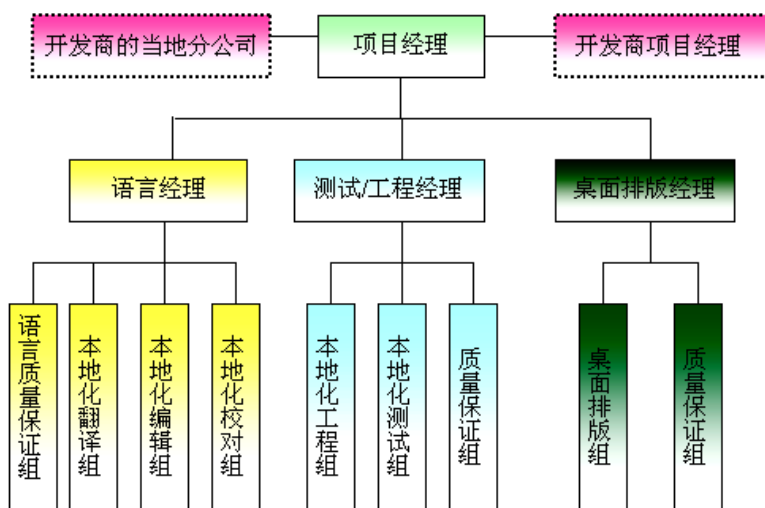 开发商的当地分公司
项目经理
开发商项目经理
语言经理
测试/工程经理
桌面排版经理
语言质量保证组
本地化翻译组
本地化编辑组
本地化校对组
本地化工程组
本地化测试组
质量保证组
桌面排版组
质量保证组